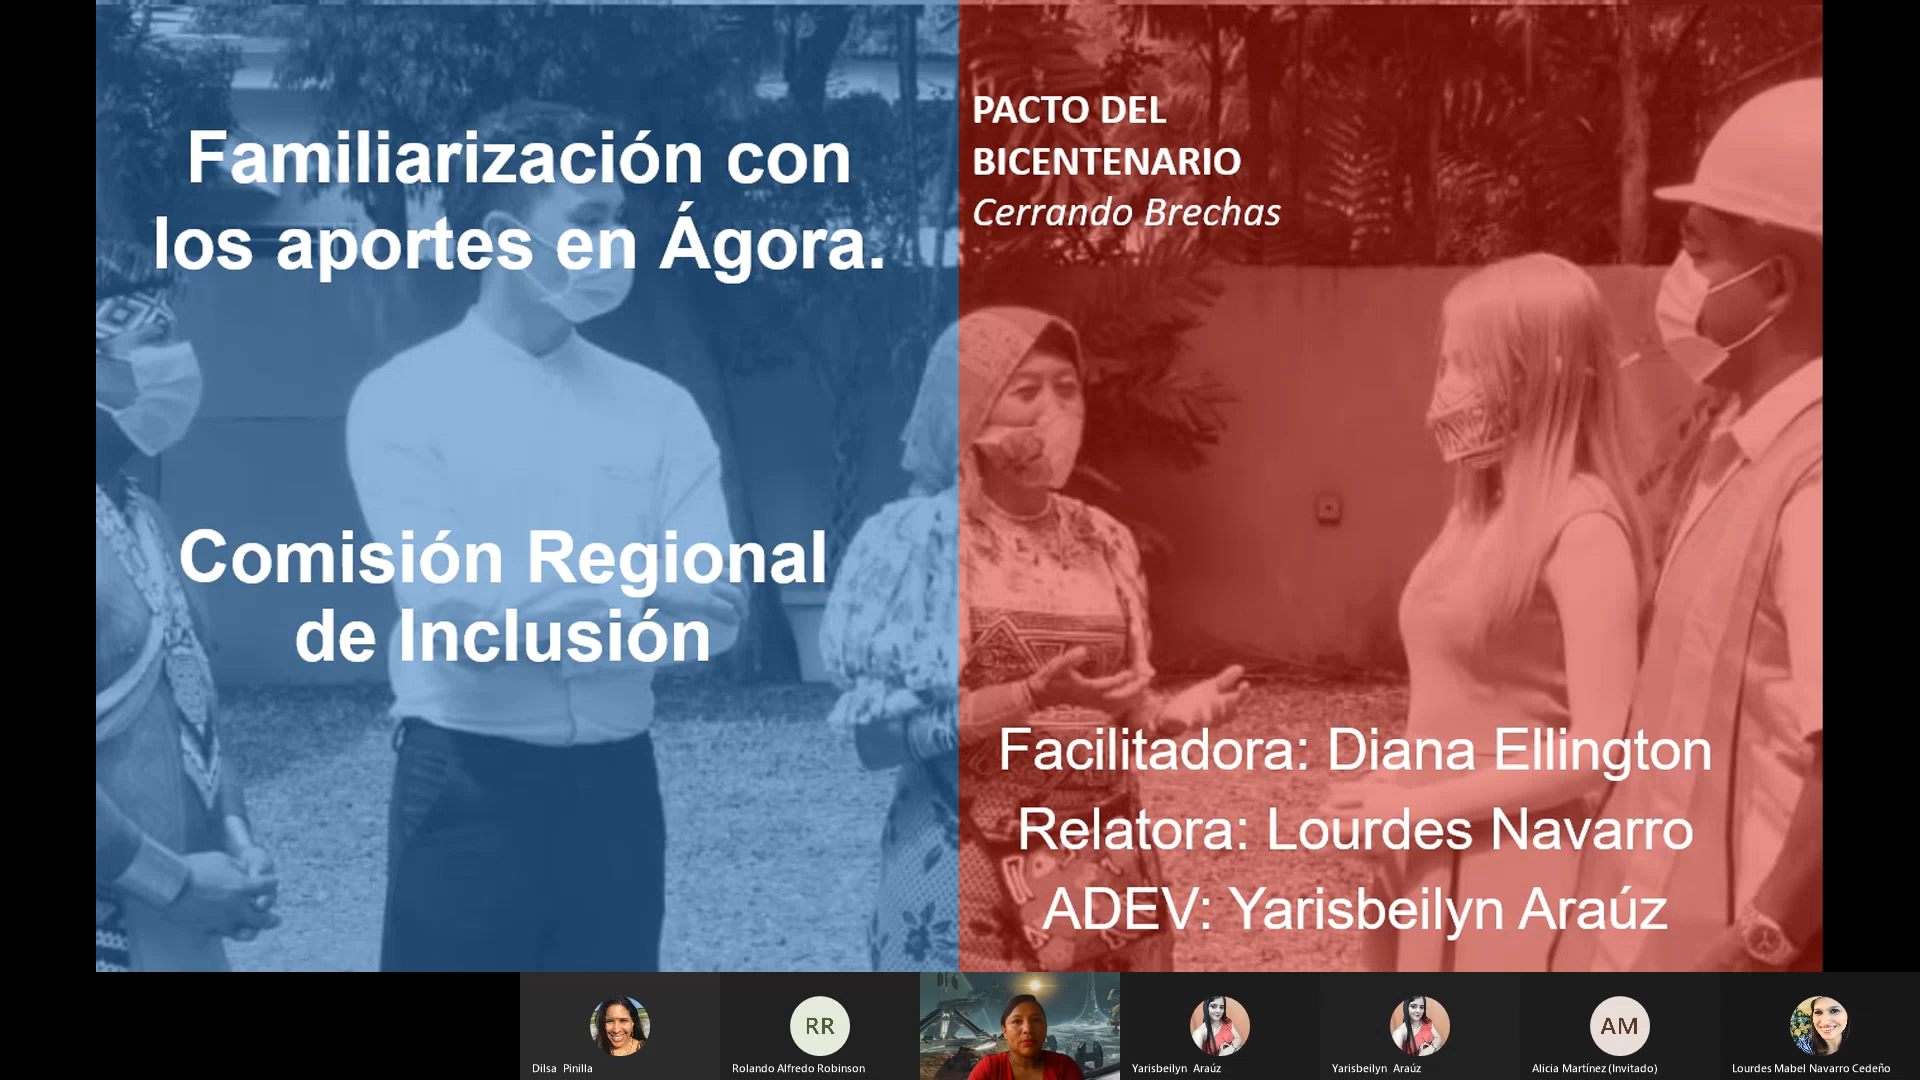 Familiarización con
los aportes en Ágora.
Comisión Regional
de Inclusión
PACTO DEL
BICENTENARIO
Cerrando Brechas
Facilitadora: Diana Ellington
Relatora: Lourdes Navarro
ADEV: Yarisbeilyn Araúz
RR
AM
Dilsa Pinilla
Rolando Alfredo Robinson
Yarisbeilyn Araúz
Yarisbeilyn Araúz
Alicia Martínez (Invitado)
Lourdes Mabel Navarro Cedeño